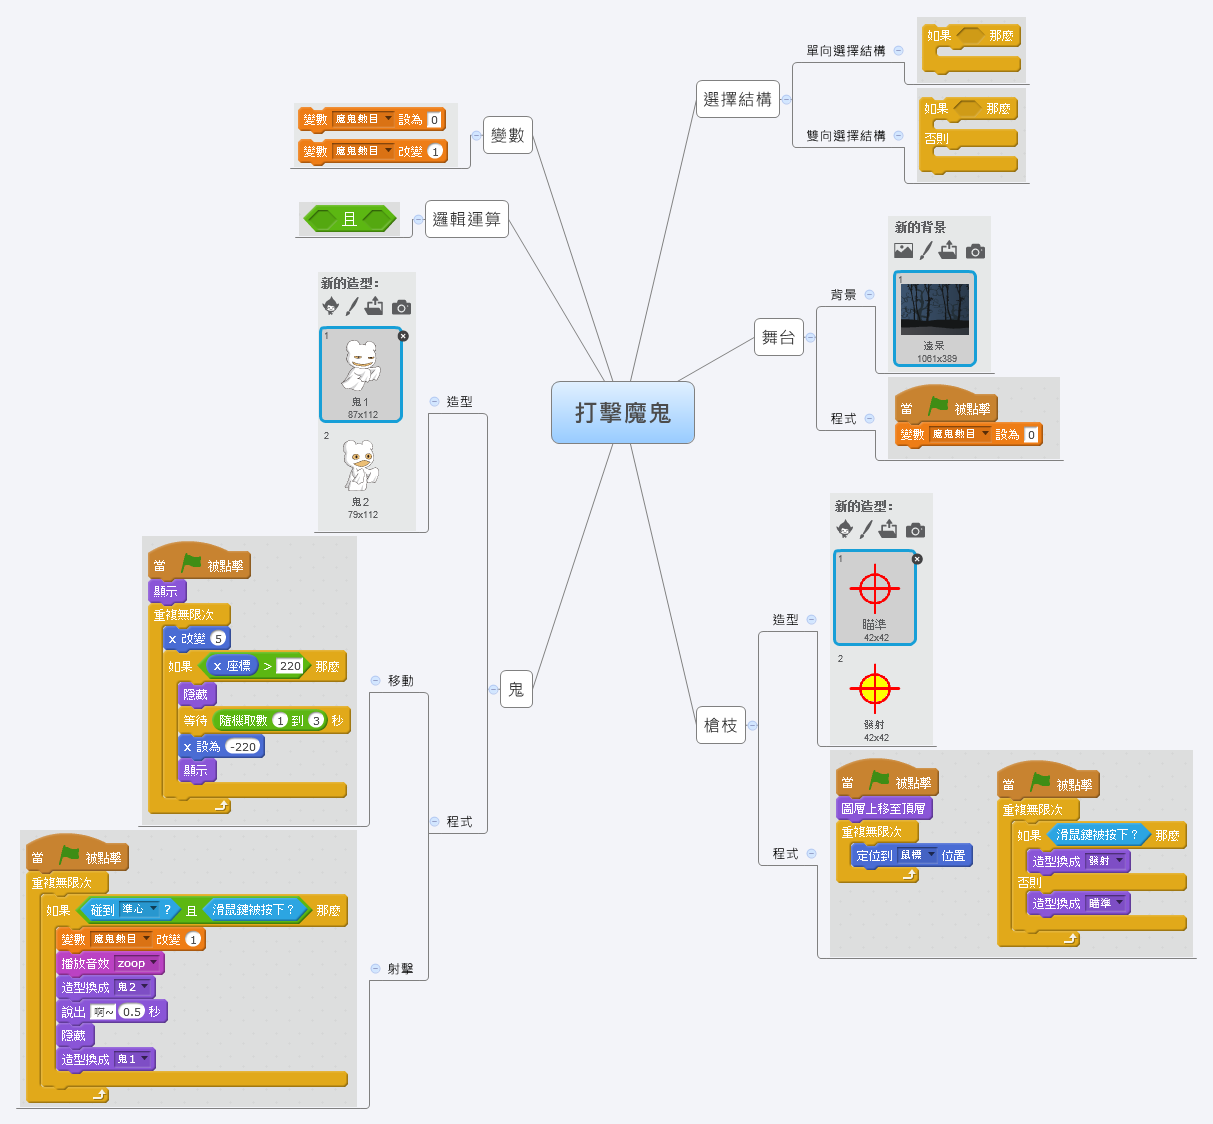 打擊魔鬼
變數
變數 魔鬼數目 設為 0
變數 魔鬼數目 改變 1
邏輯運算
且
選擇結構
單向選擇結構
如果 那麼
雙向選擇結構
如果 那麼
否則
舞台
背景
新的背景
1
遠景
1061x389
程式
當 被點擊
變數 魔鬼數目 設為 0
槍枝
造型
新的造型:
1
瞄準
42x42
2
發射
42x42
程式
當 被點擊
圖層上移至頂層
重複無限次
定位到 鼠標 位置
當 被點擊
重複無限次
如果 滑鼠鍵被按下? 那麼
造型換成 發射
否則
造型換成 瞄準
鬼
造型
新的造型:
1
鬼1
87x112
2
鬼2
79x112
程式
移動
當 被點擊
顯示
重複無限次
x 改變 5
如果 x 座標 > 220 那麼
隱藏
等待 隨機取數 1 到 3 秒
x 設為 -220
顯示
射擊
當 被點擊
重複無限次
如果 碰到 準心 ? 且 滑鼠鍵被按下? 那麼
變數 魔鬼數目 改變 1
播放音效 zoop
造型換成 鬼2
說出 啊~ 0.5 秒
隱藏
造型換成 鬼1